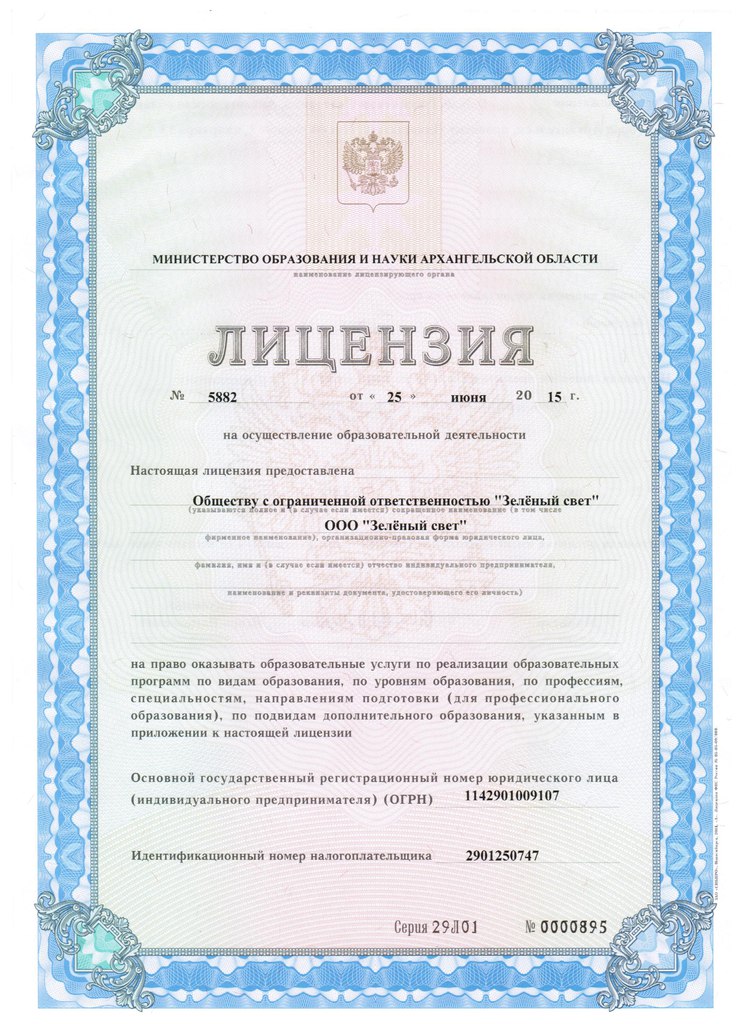 МИНИСТЕРСТВО ОБРАЗОВАНИЯ И НАУКИ АРХАНГЕЛЬСКОЙ ОБЛАСТИ
наименование лицензирующего органа
ЛИЦЕНЗИЯ
№ 5882 от « 25 » июня 20 15 г.
на осуществление образовательной деятельности
Настоящая лицензия предоставлена
Обществу с ограниченной ответственностью "Зелёный свет"
(указываются полное и (в случае если имеется) сокращенное наименование (в том числе
ООО "Зелёный свет"
фирменное наименование), организационно-правовая форма юридического лица,
фамилия, имя и (в случае если имеется) отчество индивидуального предпринимателя,
наименование и реквизиты документа, удостоверяющего его личность)
на право оказывать образовательные услуги по реализации образовательных
программ по видам образования, по уровням образования, по профессиям,
специальностям, направлениям подготовки (для профессионального
образования), по подвидам дополнительного образования, указанным в
приложении к настоящей лицензии
Основной государственный регистрационный номер юридического лица
(индивидуального предпринимателя) (ОГРН) 1142901009107
Идентификационный номер налогоплательщика 2901250747
Серия 29Л01 № 0000895